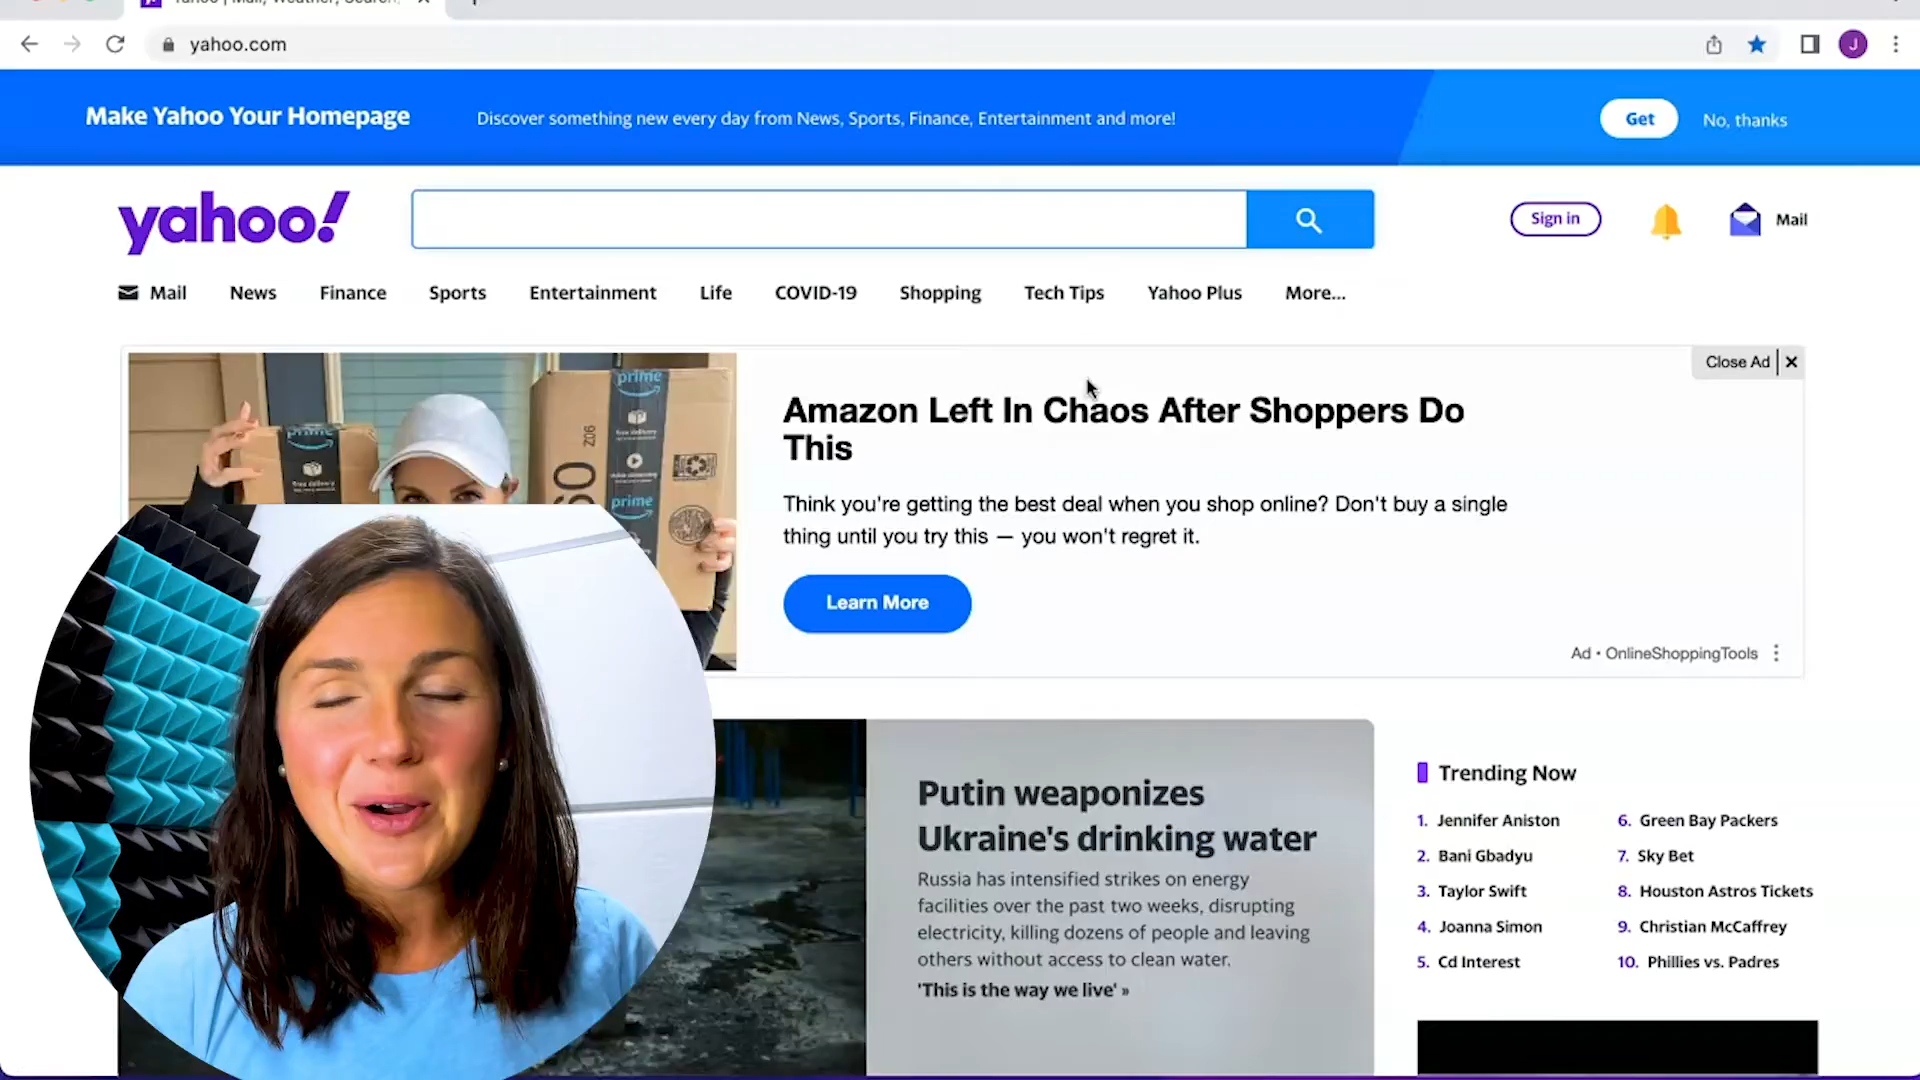 Yahoo | Mail, Weather, Search,
yahoo.com
J
Make Yahoo Your Homepage
Discover something new every day from News, Sports, Finance, Entertainment and more!
Get
No, thanks
yahoo!
Sign in
Mail
Mail
News
Finance
Sports
Entertainment
Life
COVID-19
Shopping
Tech Tips
Yahoo Plus
More...
Close Ad
prime
prime
prime
Amazon Left In Chaos After Shoppers Do
This
Think you're getting the best deal when you shop online? Don't buy a single
thing until you try this — you won't regret it.
Learn More
Ad • OnlineShoppingTools
Putin weaponizes
Ukraine's drinking water
Russia has intensified strikes on energy
facilities over the past two weeks, disrupting
electricity, killing dozens of people and leaving
others without access to clean water.
'This is the way we live' »
Trending Now
1. Jennifer Aniston
2. Bani Gbadyu
3. Taylor Swift
4. Joanna Simon
5. Cd Interest
6. Green Bay Packers
7. Sky Bet
8. Houston Astros Tickets
9. Christian McCaffrey
10. Phillies vs. Padres